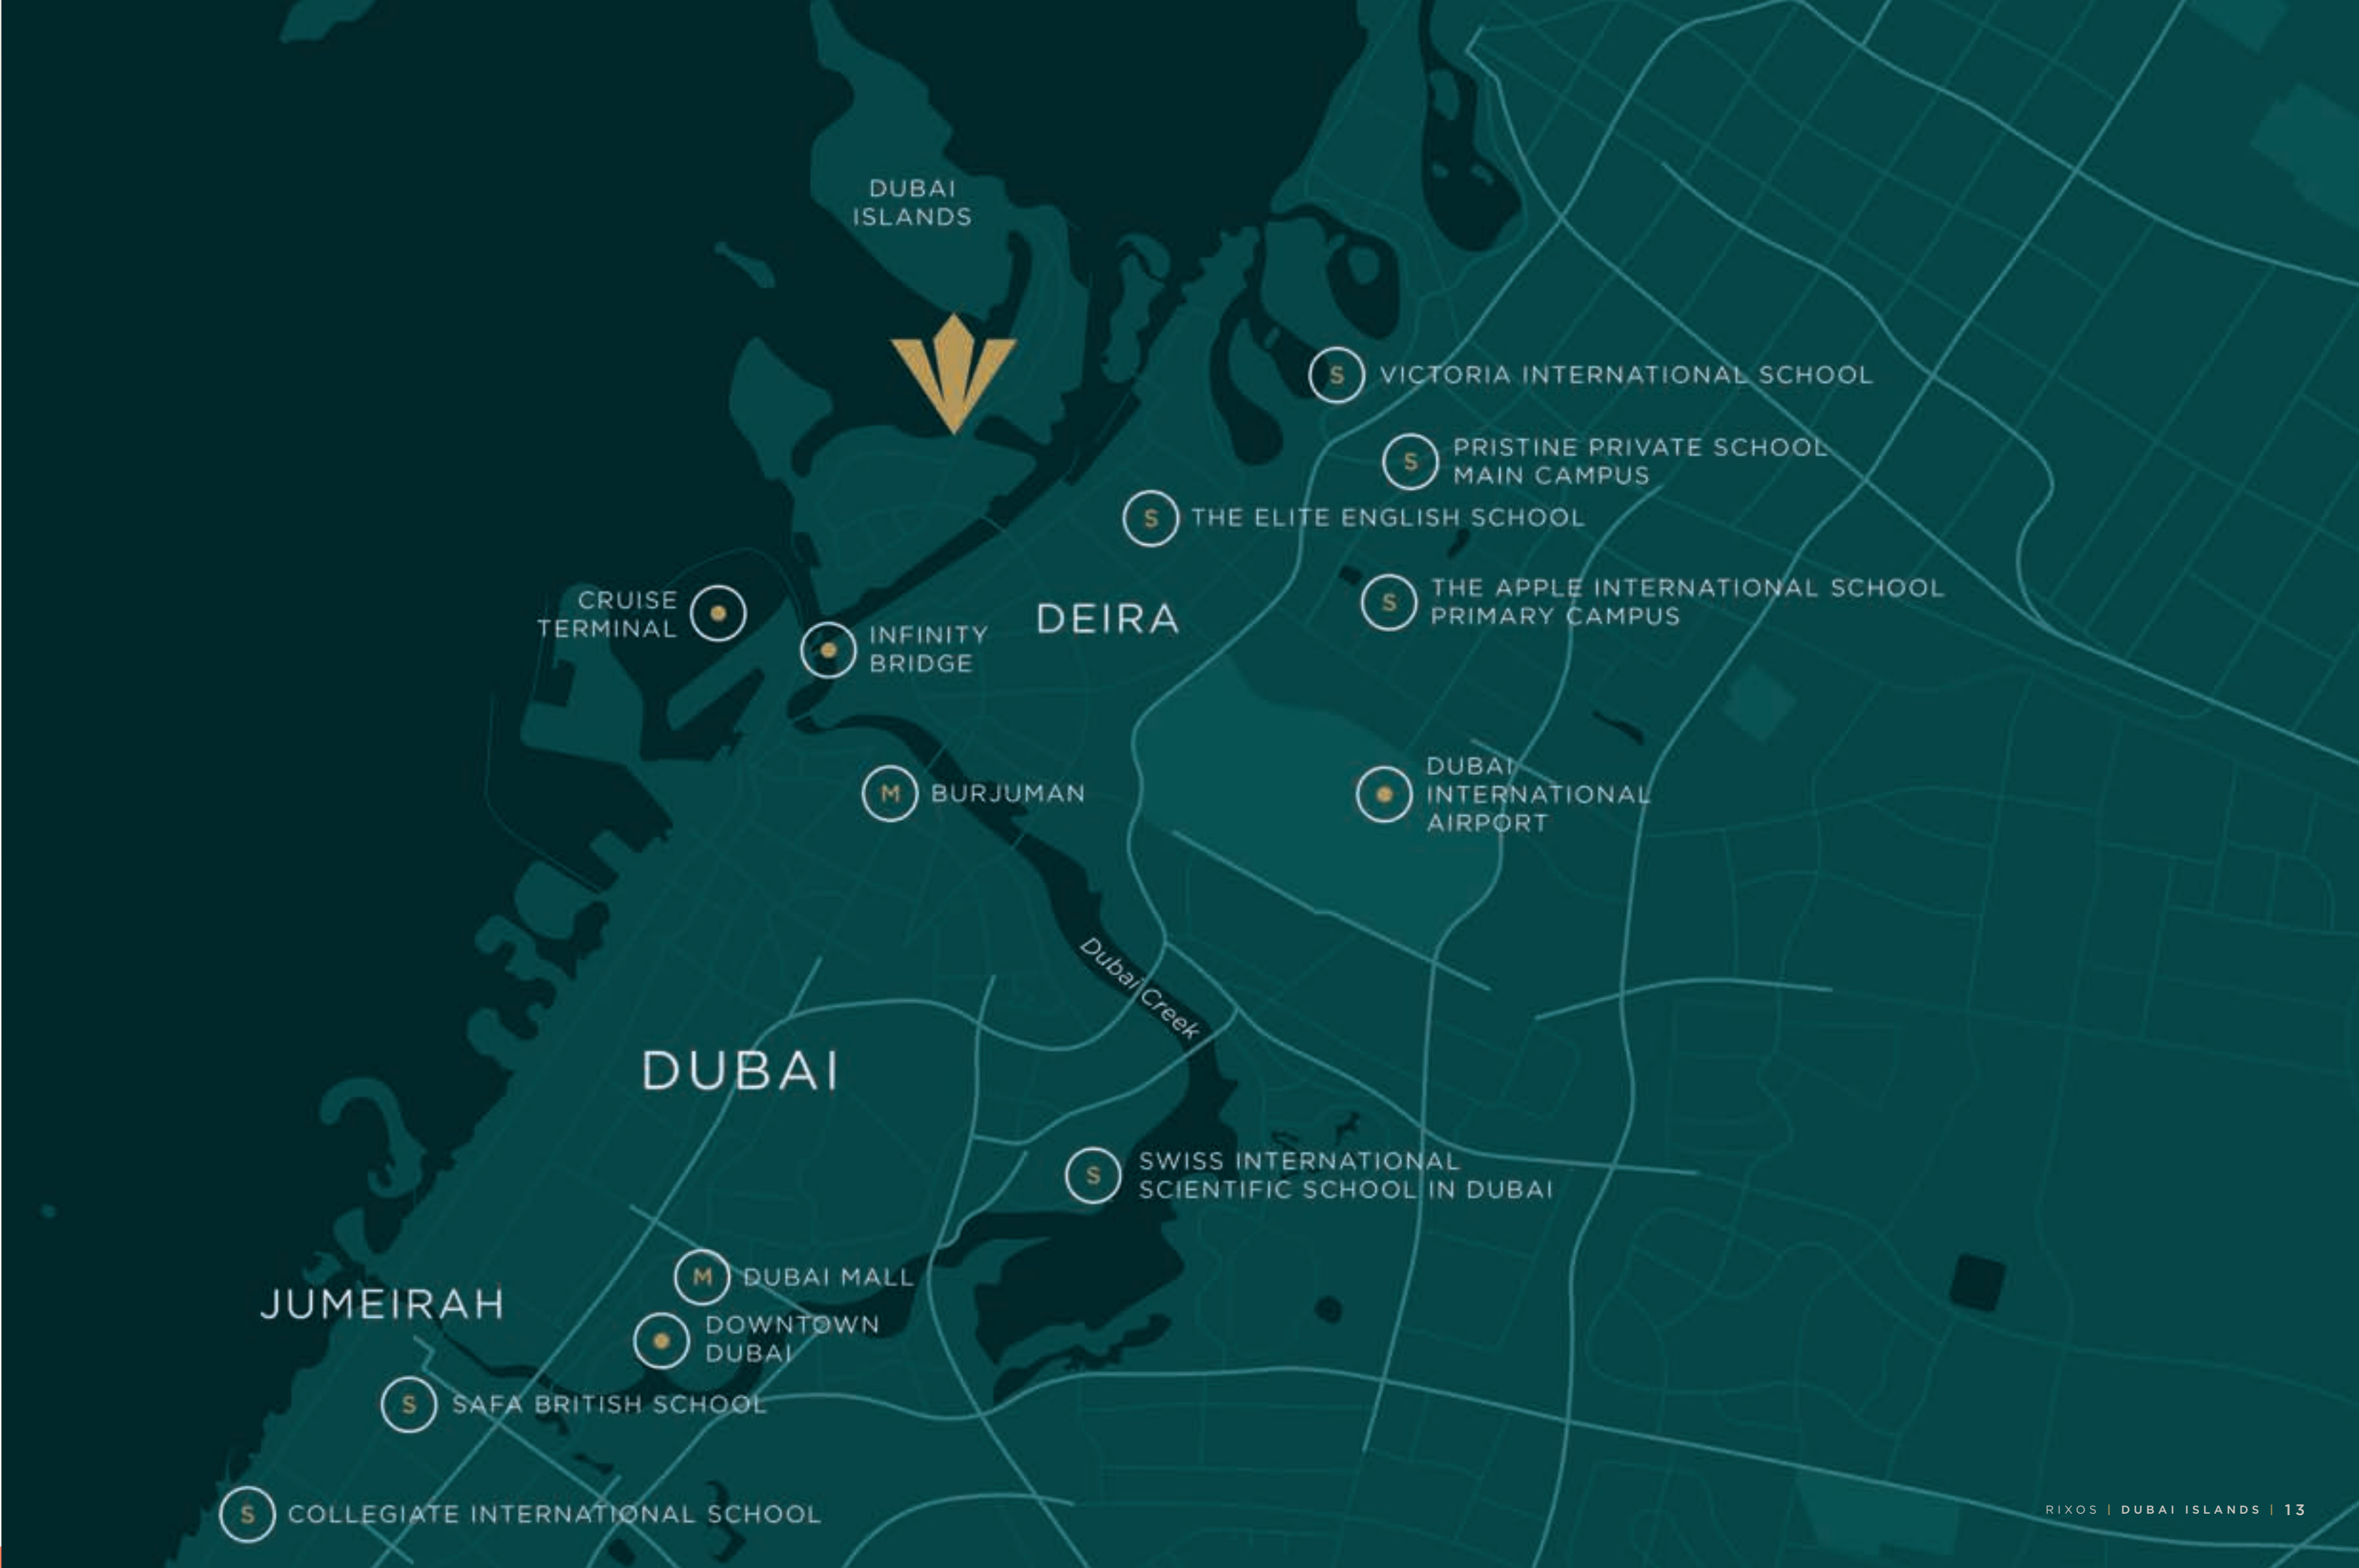 DUBAI
ISLANDS
S VICTORIA INTERNATIONAL SCHOOL
S PRISTINE PRIVATE SCHOOL
MAIN CAMPUS
S THE ELITE ENGLISH SCHOOL
S THE APPLE INTERNATIONAL SCHOOL
PRIMARY CAMPUS
CRUISE
TERMINAL
INFINITY
BRIDGE
DEIRA
DUBAI
INTERNATIONAL
AIRPORT
M BURJUMAN
Dubai Creek
DUBAI
S SWISS INTERNATIONAL
SCIENTIFIC SCHOOL IN DUBAI
M DUBAI MALL
JUMEIRAH
DOWNTOWN
DUBAI
S SAFA BRITISH SCHOOL
S COLLEGIATE INTERNATIONAL SCHOOL
RIXOS | DUBAI ISLANDS | 13